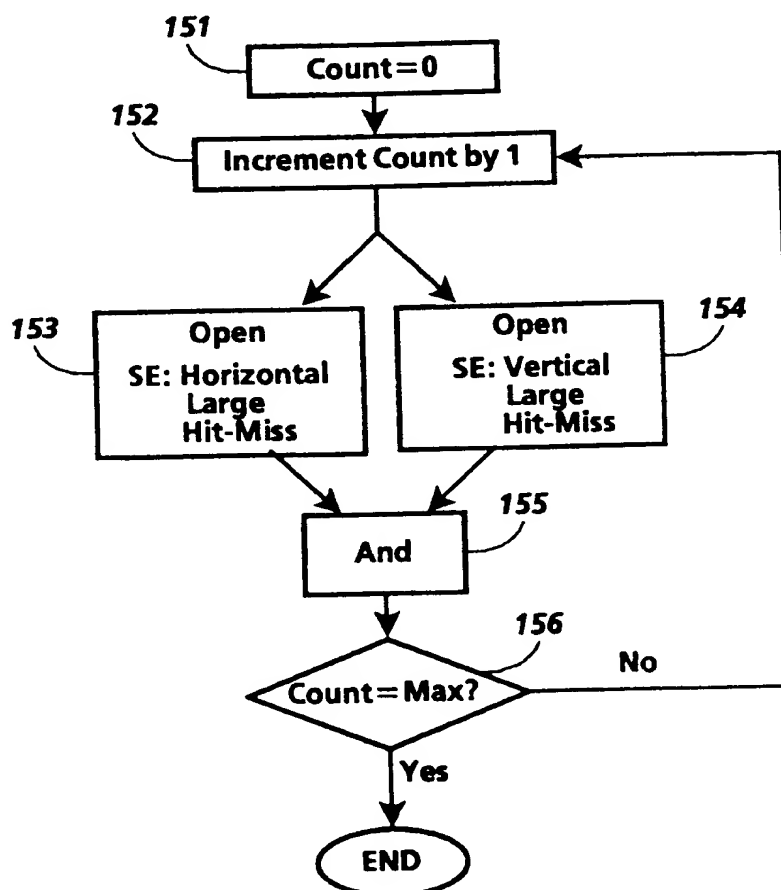 151
Count=0
152
Increment Count by 1
153
Open
SE: Horizontal
Large
Hit-Miss
Open
SE: Vertical
Large
Hit-Miss
154
And
155
156
Count=Max?
No
Yes
END